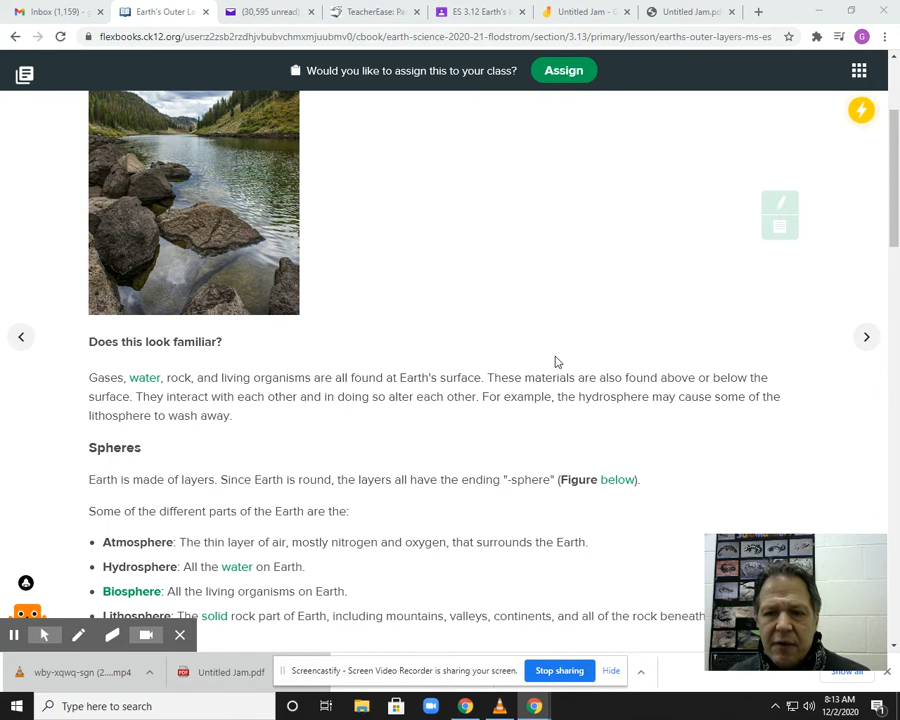 Inbox (1,159) - g
Earth's Outer La
(30,595 unread)
TeacherEase: Pa
ES 3.12 Earth's I
Untitled Jam - G
Untitled Jam.pd
flexbooks.ck12.org/user:z2zsb2rzzdhjvbubvchmxmjuubmv0/cbook/earth-science-2020-21-flodstrom/section/3.13/primary/lesson/earths-outer-layers-ms-es
G
Would you like to assign this to your class?
Assign
Does this look familiar?
Gases, water, rock, and living organisms are all found at Earth's surface. These materials are also found above or below the
surface. They interact with each other and in doing so alter each other. For example, the hydrosphere may cause some of the
lithosphere to wash away.
Spheres
Earth is made of layers. Since Earth is round, the layers all have the ending "-sphere" (Figure below).
Some of the different parts of the Earth are the:
• Atmosphere: The thin layer of air, mostly nitrogen and oxygen, that surrounds the Earth.
• Hydrosphere: All the water on Earth.
• Biosphere: All the living organisms on Earth.
• Lithosphere: The solid rock part of Earth, including mountains, valleys, continents, and all of the rock beneath
wby-xqwq-sgn (2....mp4
Untitled Jam.pdf
Screencastify - Screen Video Recorder is sharing your screen.
Stop sharing
Hide
Show all
Type here to search
8:13 AM
12/2/2020
1